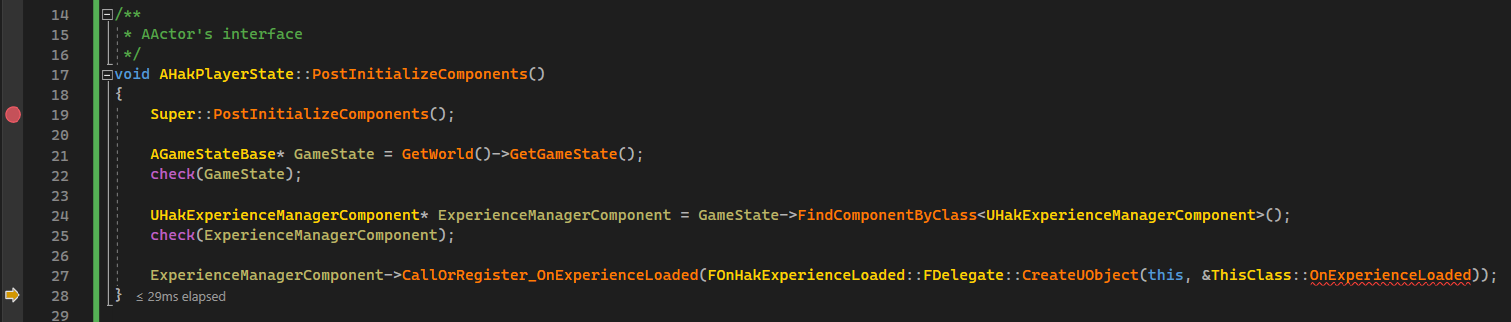 14 /**
15 * AActor's interface
16 */
17 void AHakPlayerState::PostInitializeComponents()
18 {
19 Super::PostInitializeComponents();
20
21 AGameStateBase* GameState = GetWorld()->GetGameState();
22 check(GameState);
23
24 UHakExperienceManagerComponent* ExperienceManagerComponent = GameState->FindComponentByClass<UHakExperienceManagerComponent>();
25 check(ExperienceManagerComponent);
26
27 ExperienceManagerComponent->CallOrRegister_OnExperienceLoaded(FOnHakExperienceLoaded::FDelegate::CreateUObject(this, &ThisClass::OnExperienceLoaded));
28 } ≤ 29ms elapsed
29